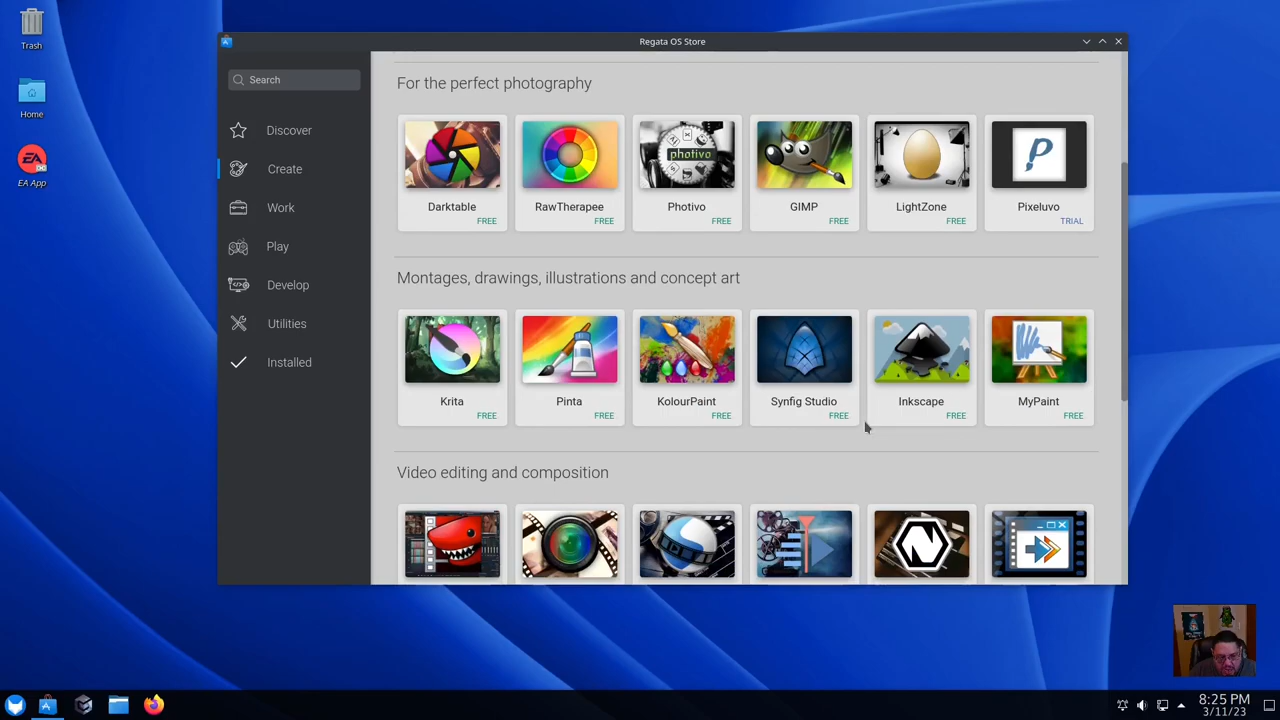 Trash
Home
EA
EA App
Regata OS Store
Search
Discover
Create
Work
Play
Develop
Utilities
Installed
For the perfect photography
photivo
Darktable
FREE
RawTherapee
FREE
Photivo
FREE
GIMP
FREE
LightZone
FREE
Pixeluvo
TRIAL
Montages, drawings, illustrations and concept art
Krita
FREE
Pinta
FREE
KolourPaint
FREE
Synfig Studio
FREE
Inkscape
FREE
MyPaint
FREE
Video editing and composition
8:25 PM
3/11/23